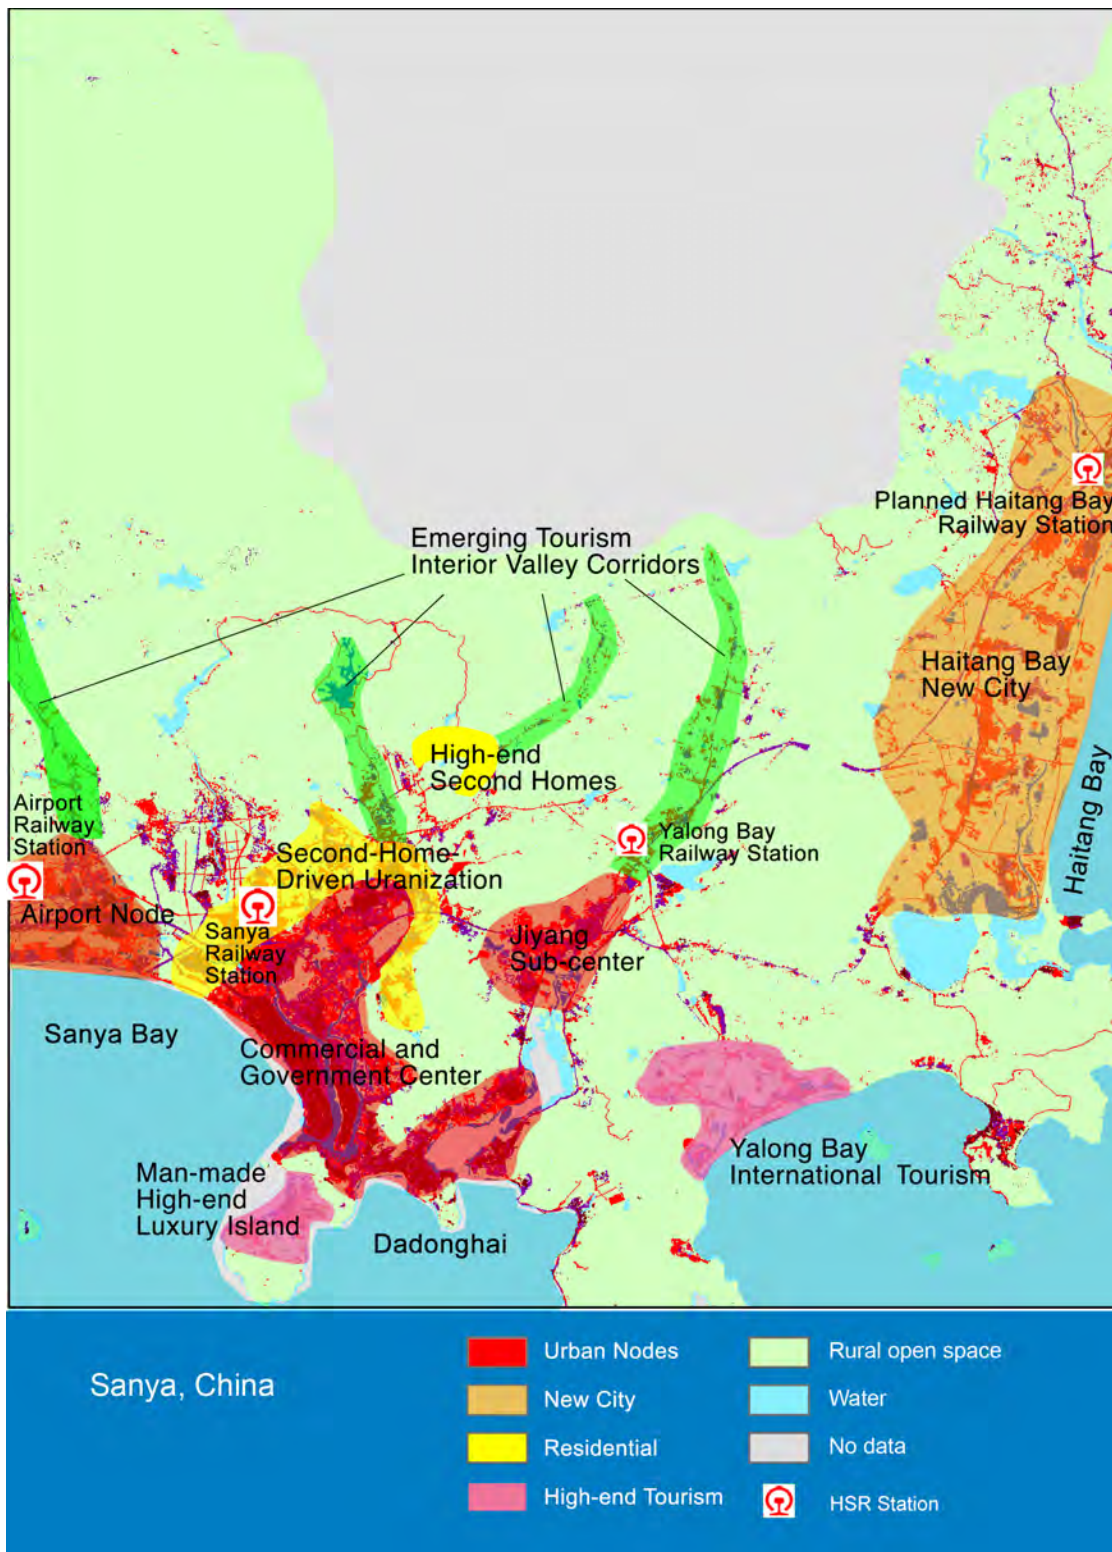 Emerging Tourism
Interior Valley Corridors
Planned Haitang Bay
Railway Station
Haitang Bay
New City
Haitang Bay
High-end
Second Homes
Airport
Railway
Station
Yalong Bay
Railway Station
Second-Home-
Driven Uranization
Airport Node
Sanya
Railway
Station
Jiyang
Sub-center
Sanya Bay
Commercial and
Government Center
Man-made
High-end
Luxury Island
Yalong Bay
International Tourism
Dadonghai
Sanya, China
Urban Nodes
New City
Residential
High-end Tourism
Rural open space
Water
No data
HSR Station